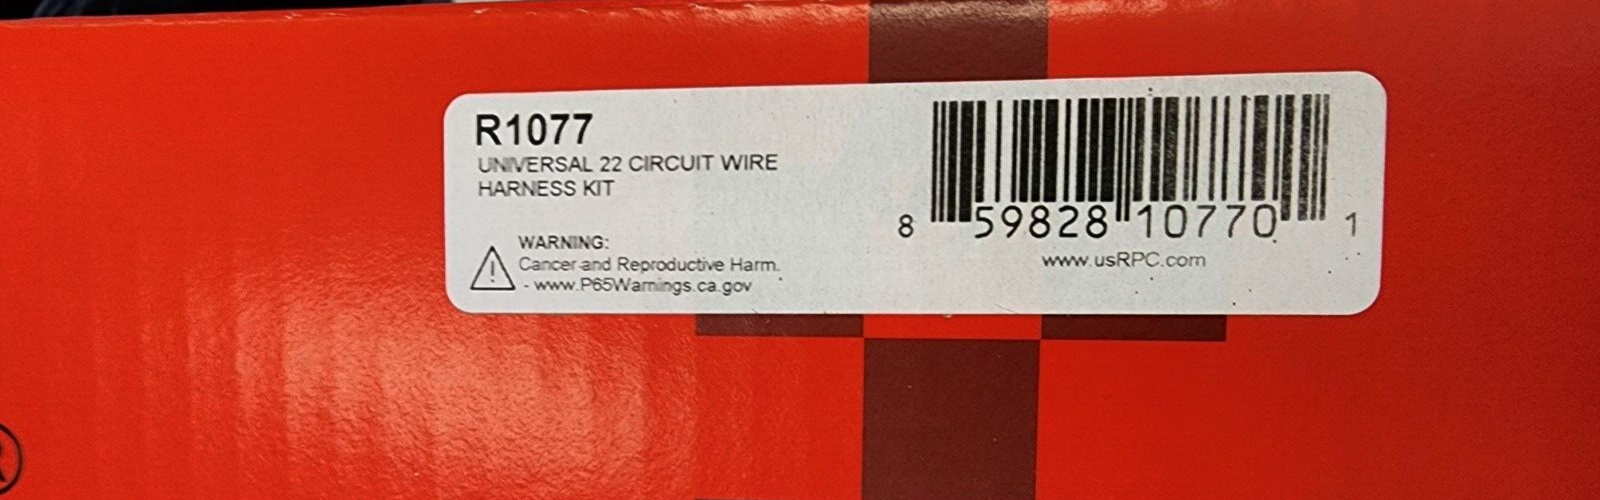 R1077
UNIVERSAL 22 CIRCUIT WIRE
HARNESS KIT
WARNING:
Cancer and Reproductive Harm.
- www.P65Warnings.ca.gov
8 59828 10770 1
www.usRPC.com
®